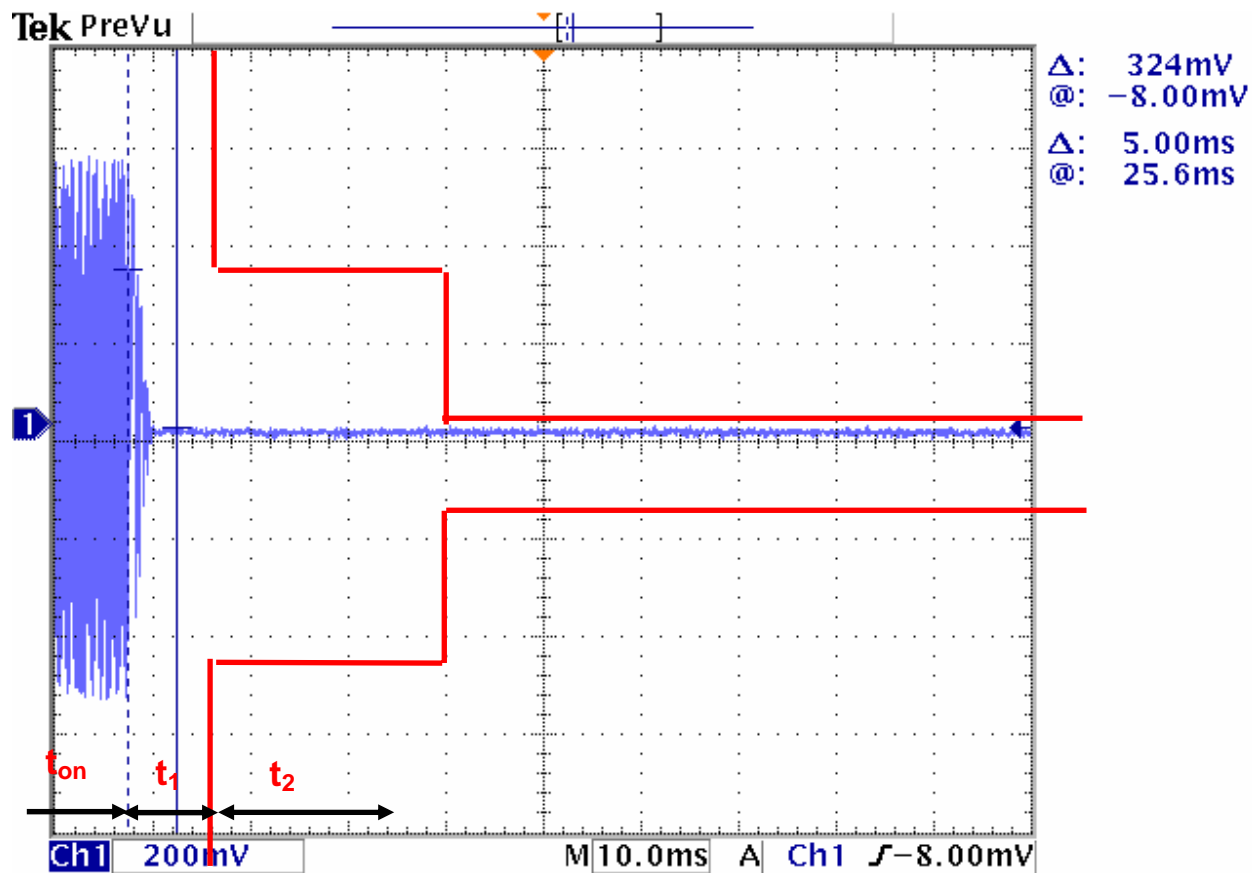 Tek PreVu
Δ: 324mV
@: −8.00mV
Δ: 5.00ms
@: 25.6ms
1
ton
t1
t2
Ch1 200mV M 10.0ms A Ch1 −8.00mV